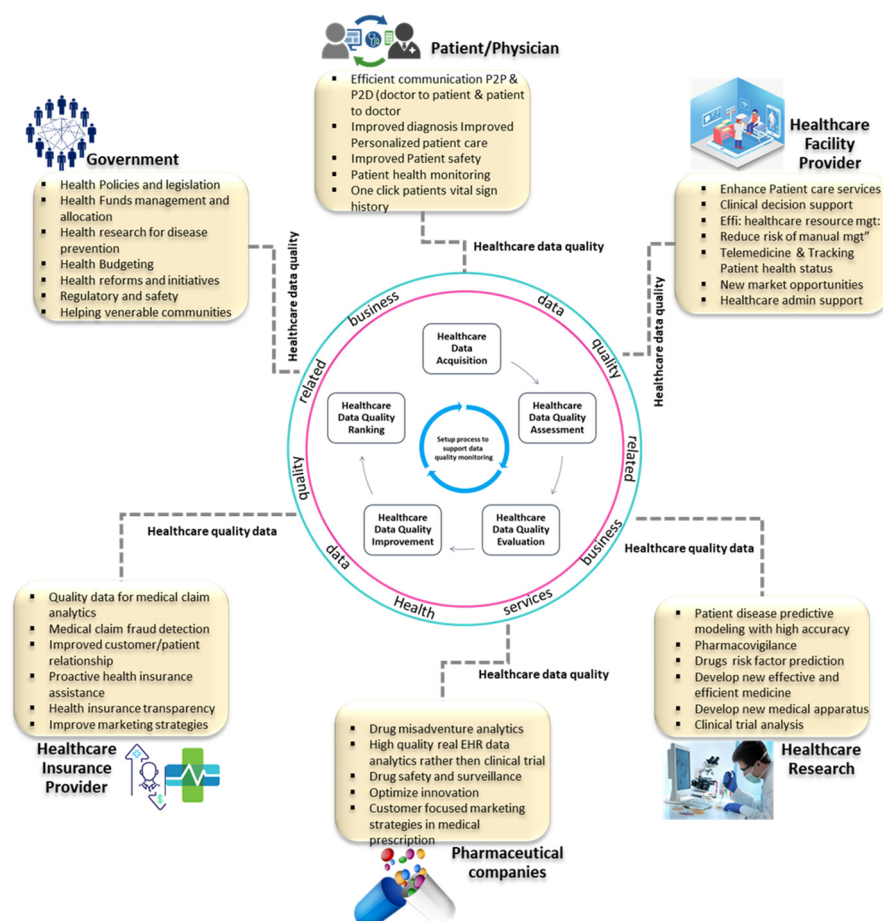 Patient/Physician
Efficient communication P2P &
P2D (doctor to patient & patient
to doctor
Improved diagnosis Improved
Personalized patient care
Improved Patient safety
Patient health monitoring
One click patients vital sign
history
Government
Health Policies and legislation
Health Funds management and
allocation
Health research for disease
prevention
Health Budgeting
Health reforms and initiatives
Regulatory and safety
Helping venerable communities
Healthcare
Facility
Provider
Enhance Patient care services
Clinical decision support
Effi: healthcare resource mgt:
Reduce risk of manual mgt”
Telemedicine & Tracking
Patient health status
New market opportunities
Healthcare admin support
Healthcare data quality
Healthcare data quality
Healthcare data quality
related business data quality
related business services
Health data quality
Healthcare
Data
Acquisition
Healthcare
Data Quality
Assessment
Healthcare
Data Quality
Evaluation
Healthcare
Data Quality
Improvement
Healthcare
Data Quality
Ranking
Setup process to
support data
quality monitoring
Healthcare quality data
Quality data for medical claim
analytics
Medical claim fraud detection
Improved customer/patient
relationship
Proactive health insurance
assistance
Health insurance transparency
Improve marketing strategies
Healthcare
Insurance
Provider
Healthcare data quality
Drug misadventure analytics
High quality real EHR data
analytics rather then clinical trial
Drug safety and surveillance
Optimize innovation
Customer focused marketing
strategies in medical
prescription
Pharmaceutical
companies
Healthcare quality data
Patient disease predictive
modeling with high accuracy
Pharmacovigilance
Drugs risk factor prediction
Develop new effective and
efficient medicine
Develop new medical apparatus
Clinical trial analysis
Healthcare
Research